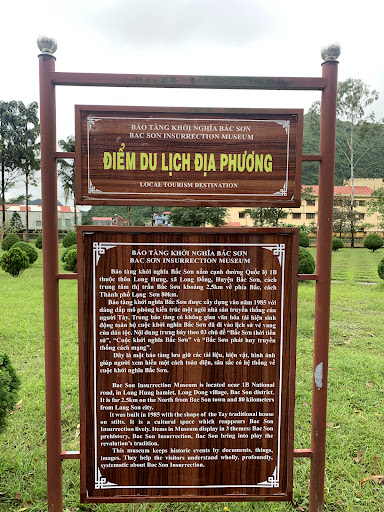 BẢO TÀNG KHỞI NGHĨA BẮC SƠN
BAC SON INSURRECTION MUSEUM
ĐIỂM DU LỊCH ĐỊA PHƯƠNG
LOCAL TOURISM DESTINATION
BẢO TÀNG KHỞI NGHĨA BẮC SƠN
BAC SON INSURRECTION MUSEUM
Bảo tàng khởi nghĩa Bắc Sơn nằm cạnh đường Quốc lộ 1B
thuộc thôn Long Hưng, xã Long Đống, Huyện Bắc Sơn, cách
trung tâm thị trấn Bắc Sơn khoảng 2,5km về phía Bắc, cách
Thành phố Lạng Sơn 80km.
Bảo tàng khởi nghĩa Bắc Sơn được xây dựng vào năm 1985 với
dáng dấp mô phỏng kiến trúc một ngôi nhà sàn truyền thống của
người Tày. Trong bảo tàng có không gian văn hóa tái hiện sinh
động toàn bộ cuộc khởi nghĩa Bắc Sơn đã đi vào lịch sử vẻ vang
của dân tộc. Nội dung trưng bày theo 03 chủ đề "Bắc Sơn thời tiền
sử", "Cuộc khởi nghĩa Bắc Sơn" và "Bắc Sơn phát huy truyền
thống cách mạng".
Đây là một bảo tàng lưu giữ các tài liệu, hiện vật, hình ảnh
giúp người xem hiểu một cách toàn diện, sâu sắc, có hệ thống về
cuộc khởi nghĩa Bắc Sơn.
Bac Son Insurrection Museum is located near 1B National
road, in Long Hung hamlet, Long Dong village, Bac Son district.
It is far 2.5km on the North from Bac Son town and 80 kilometers
from Lang Son city.
It was built in 1985 with the shape of the Tay traditional house
on stilts. It is a cultural space which reappears Bac Son
Insurrection lively. Items in Museum display in 3 themes: Bac Son
prehistory, Bac Son Insurrection, Bac Son bring into play the
revolution's tradition.
This museum keeps historic events by documents, things,
images. They help the visitors understand wholly, profoundly,
systematic about Bac Son Insurrection.